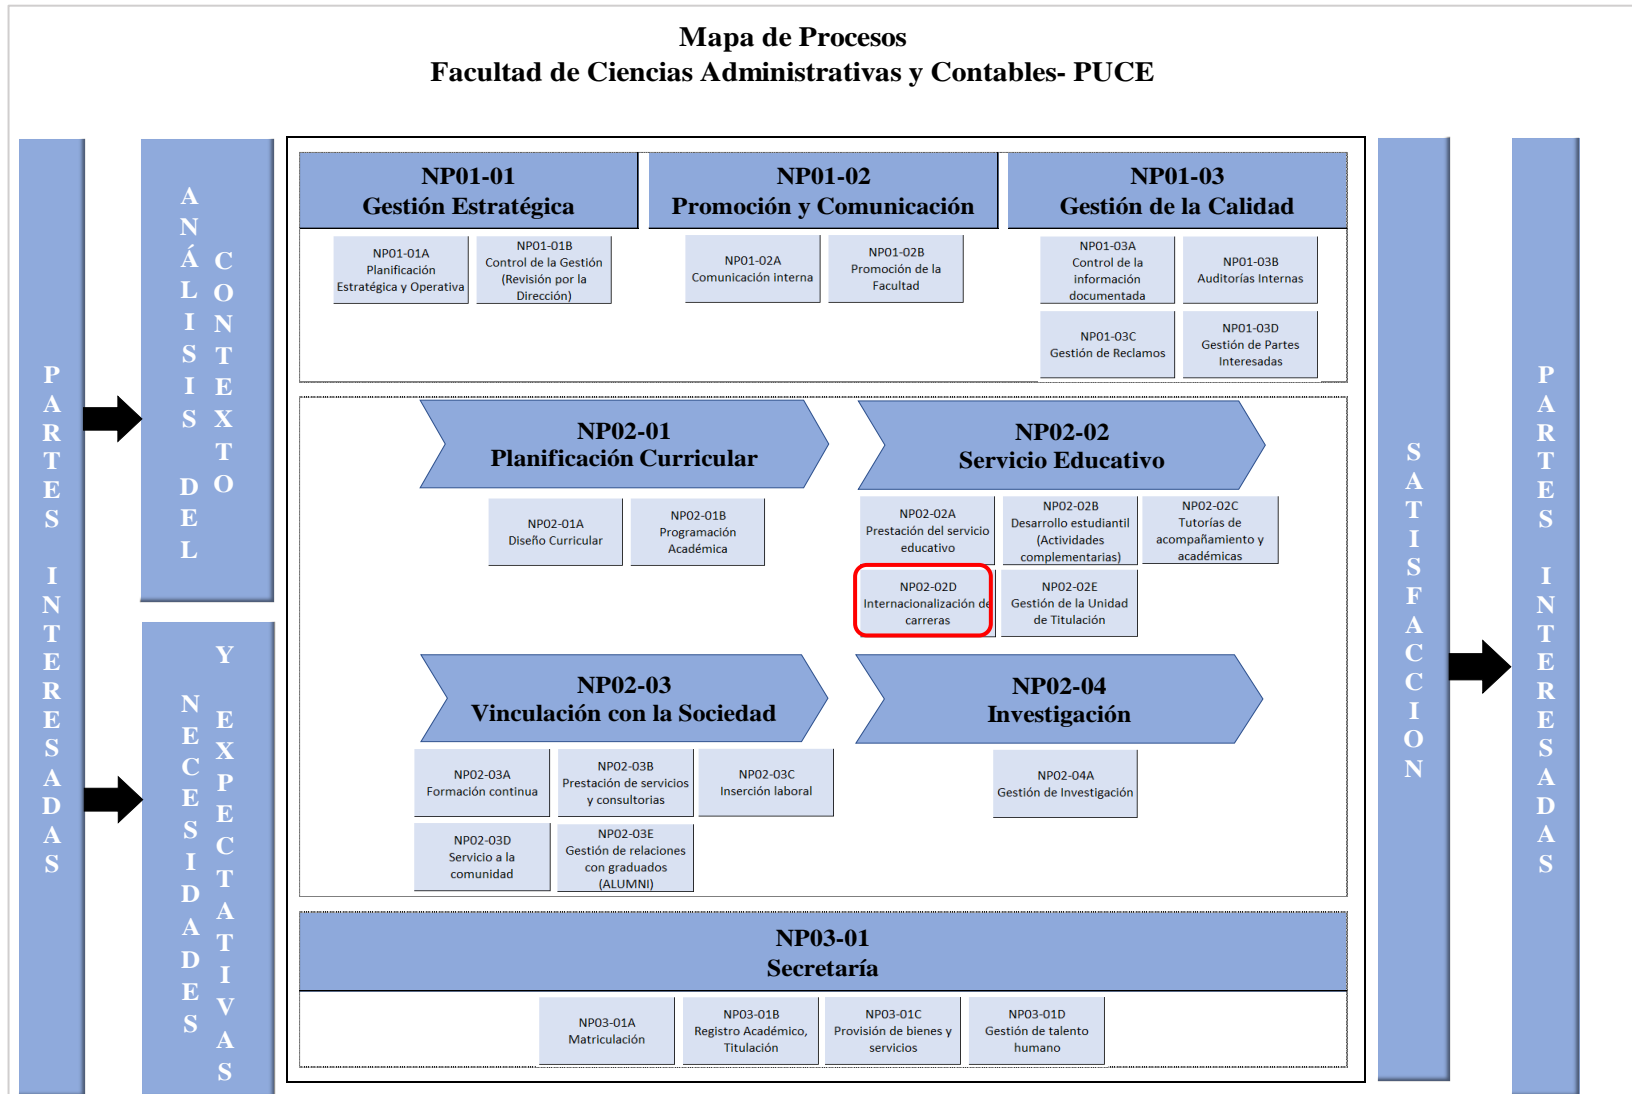 Mapa de Procesos
Facultad de Ciencias Administrativas y Contables- PUCE
PARTES INTERESADAS
ANÁLISIS DEL
CONTEXTO
NECESIDADES
Y EXPECTATIVAS
NP01-01
Gestión Estratégica
NP01-01A
Planificación
Estratégica y Operativa
NP01-01B
Control de la Gestión
(Revisión por la
Dirección)
NP01-02
Promoción y Comunicación
NP01-02A
Comunicación interna
NP01-02B
Promoción de la
Facultad
NP01-03
Gestión de la Calidad
NP01-03A
Control de la
información
documentada
NP01-03B
Auditorías Internas
NP01-03C
Gestión de Reclamos
NP01-03D
Gestión de Partes
Interesadas
NP02-01
Planificación Curricular
NP02-01A
Diseño Curricular
NP02-01B
Programación
Académica
NP02-02
Servicio Educativo
NP02-02A
Prestación del servicio
educativo
NP02-02B
Desarrollo estudiantil
(Actividades
complementarias)
NP02-02C
Tutorías de
acompañamiento y
académicas
NP02-02D
Internacionalización de
carreras
NP02-02E
Gestión de la Unidad
de Titulación
NP02-03
Vinculación con la Sociedad
NP02-03A
Formación continua
NP02-03B
Prestación de servicios
y consultorias
NP02-03C
Inserción laboral
NP02-03D
Servicio a la
comunidad
NP02-03E
Gestión de relaciones
con graduados
(ALUMNI)
NP02-04
Investigación
NP02-04A
Gestión de Investigación
NP03-01
Secretaría
NP03-01A
Matriculación
NP03-01B
Registro Académico,
Titulación
NP03-01C
Provisión de bienes y
servicios
NP03-01D
Gestión de talento
humano
SATISFACCION
PARTES INTERESADAS